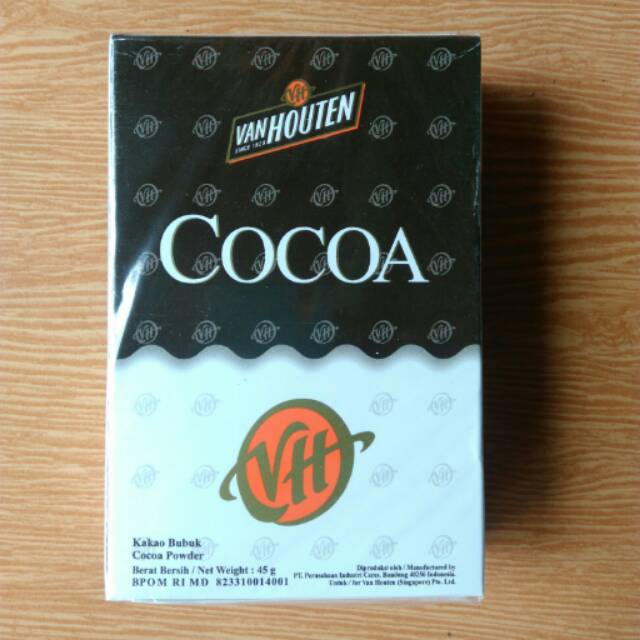 VH
VAN HOUTEN
SINCE 1828
COCOA
VH
Kakao Bubuk
Cocoa Powder
Berat Bersih / Net Weight : 45 g
BPOM RI MD 823310014001
Diproduksi oleh / Manufactured by
PT. Perusahaan Industri Ceres, Bandung 40256 Indonesia.
Untuk / for Van Houten (Singapore) Pte. Ltd.